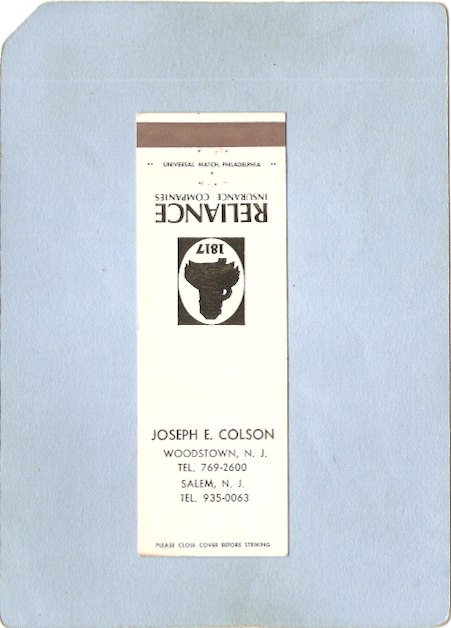 •• UNIVERSAL MATCH, PHILADELPHIA ••
RELIANCE
INSURANCE COMPANIES
1817
JOSEPH E. COLSON
WOODSTOWN, N. J.
TEL. 769-2600
SALEM, N. J.
TEL. 935-0063
PLEASE CLOSE COVER BEFORE STRIKING